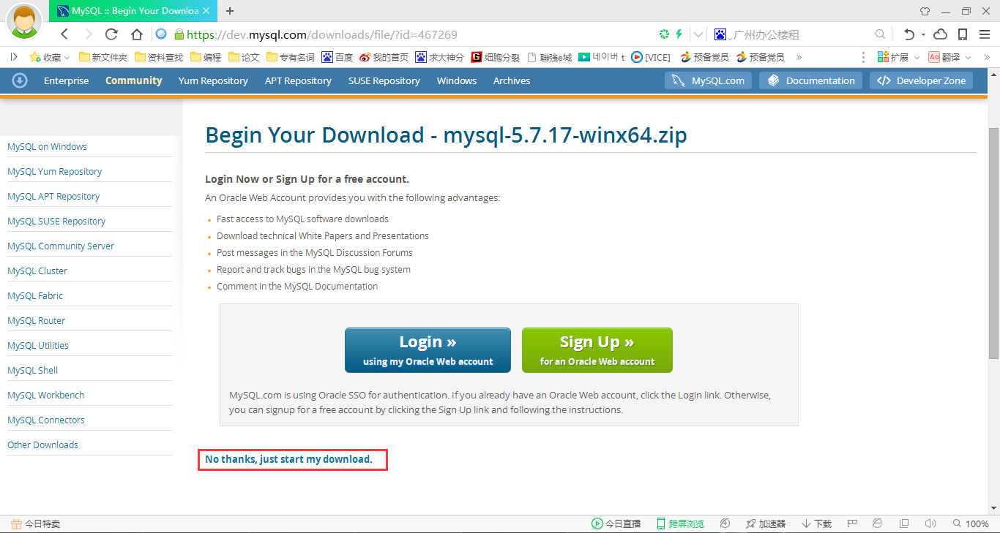 MySQL :: Begin Your Downloa
https://dev.mysql.com/downloads/file/?id=467269
广州办公楼租
收藏 新文件夹 资料查找 编程 论文 专有名词 百度 我的首页 求大神分 细胞分裂 聯強e城 네이버 t [VICE] 预备党员 预备党员 » 扩展 Aa 翻译 »
Enterprise Community Yum Repository APT Repository SUSE Repository Windows Archives MySQL.com Documentation Developer Zone
Begin Your Download - mysql-5.7.17-winx64.zip
MySQL on Windows
MySQL Yum Repository
MySQL APT Repository
MySQL SUSE Repository
MySQL Community Server
MySQL Cluster
MySQL Fabric
MySQL Router
MySQL Utilities
MySQL Shell
MySQL Workbench
MySQL Connectors
Other Downloads
Login Now or Sign Up for a free account.
An Oracle Web Account provides you with the following advantages:
Fast access to MySQL software downloads
Download technical White Papers and Presentations
Post messages in the MySQL Discussion Forums
Report and track bugs in the MySQL bug system
Comment in the MySQL Documentation
Login »
using my Oracle Web account
Sign Up »
for an Oracle Web account
MySQL.com is using Oracle SSO for authentication. If you already have an Oracle Web account, click the Login link. Otherwise,
you can signup for a free account by clicking the Sign Up link and following the instructions.
No thanks, just start my download.
今日特卖 今日直播 跨屏浏览 加速器 下载 100%